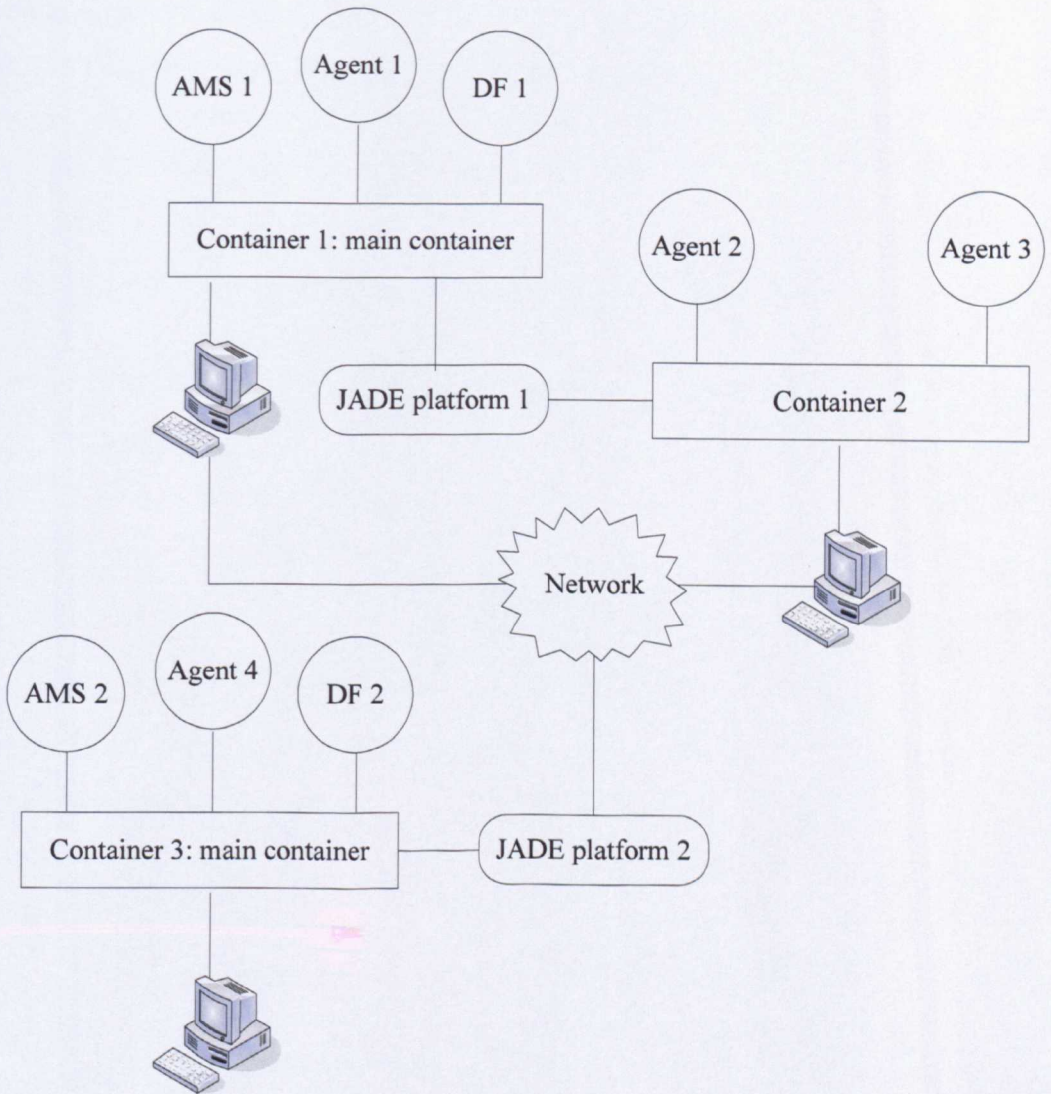 AMS 1
Agent 1
DF 1
Container 1: main container
Agent 2
Agent 3
JADE platform 1
Container 2
Network
AMS 2
Agent 4
DF 2
Container 3: main container
JADE platform 2